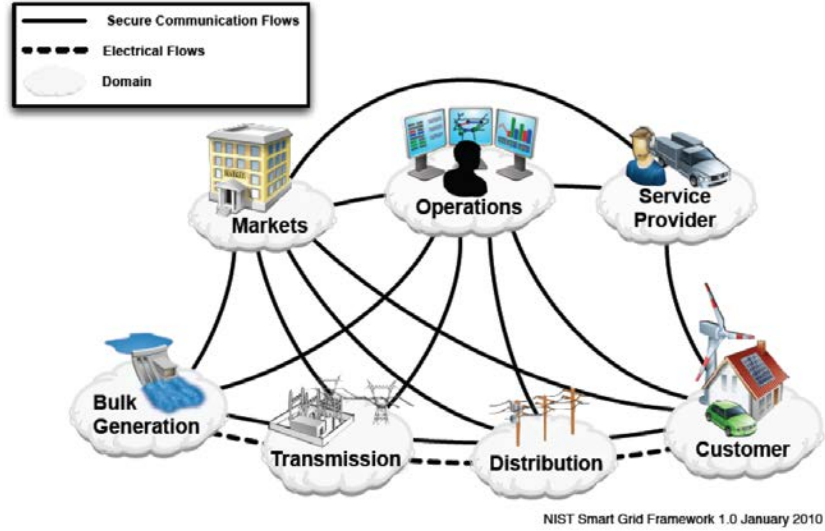 Secure Communication Flows
Electrical Flows
Domain
Markets
Operations
Service
Provider
Bulk
Generation
Transmission
Distribution
Customer
NIST Smart Grid Framework 1.0 January 2010